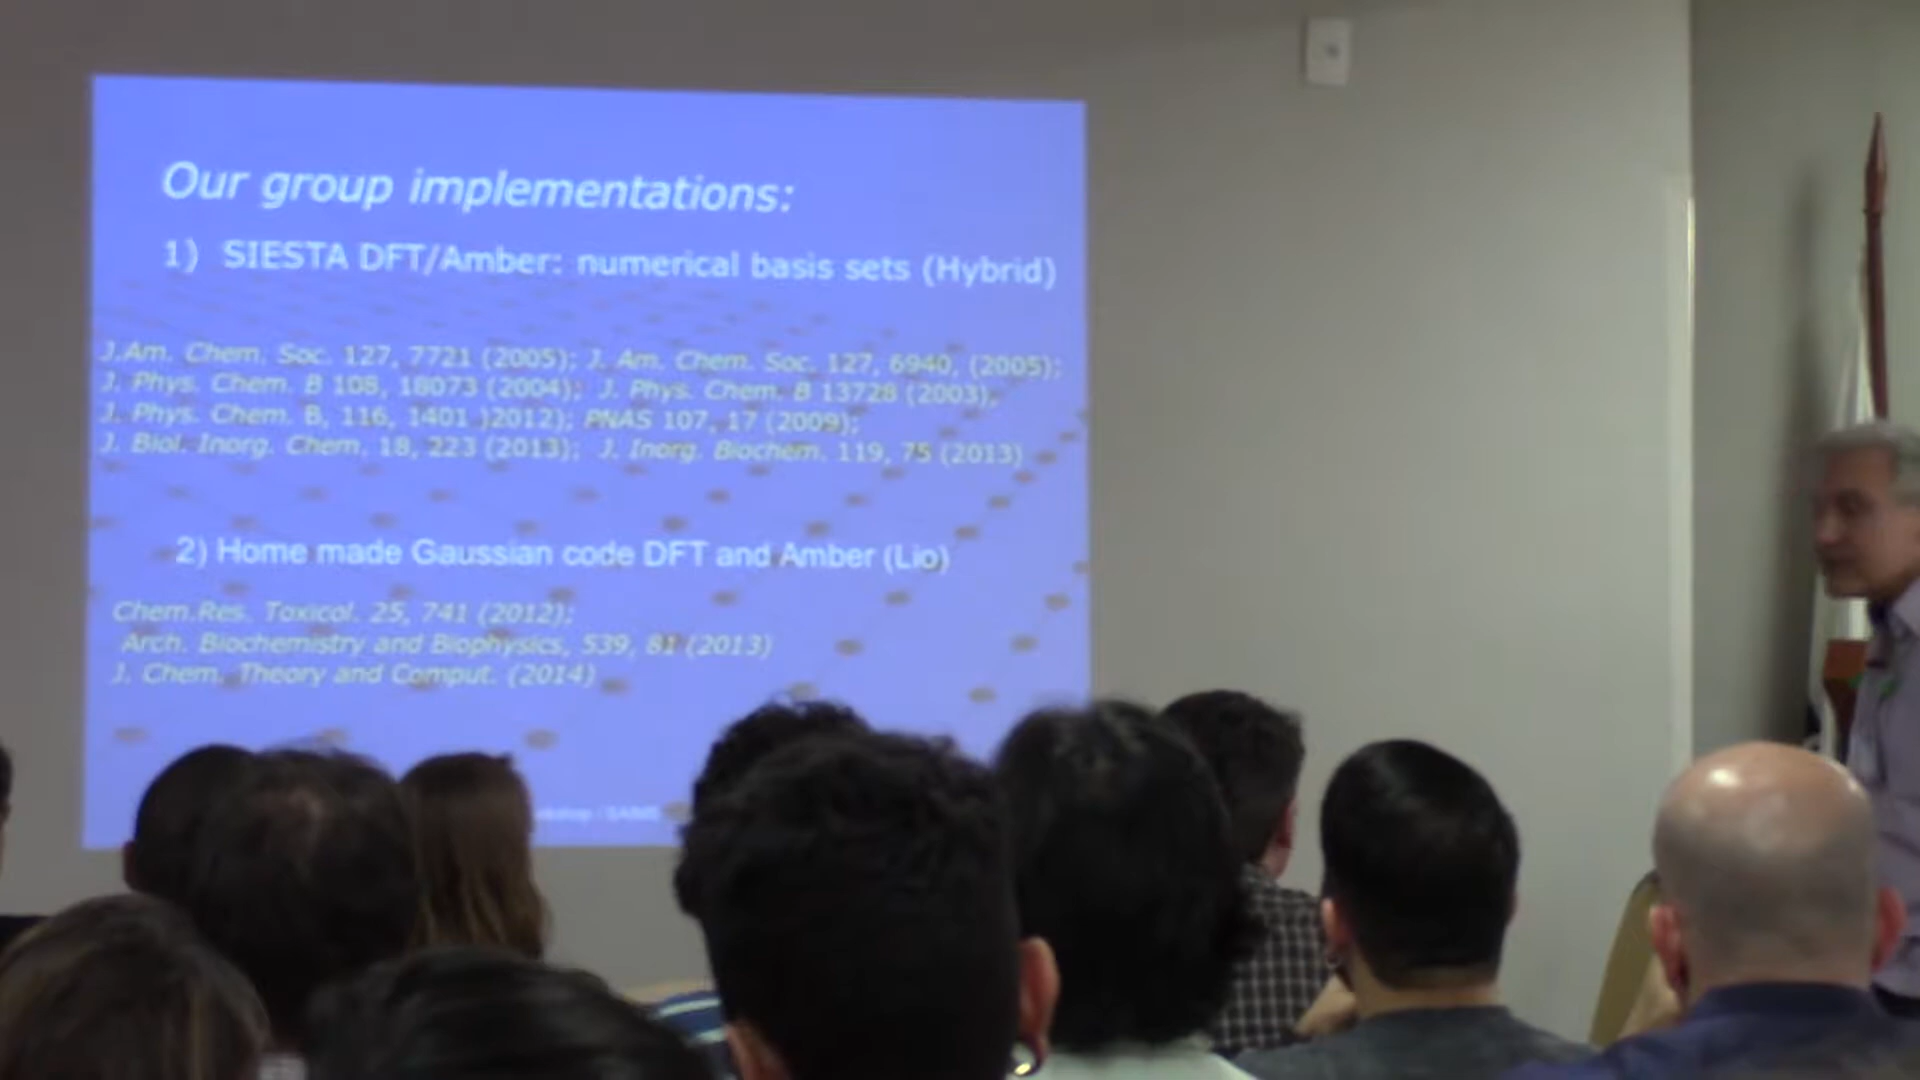 Our group implementations:
1) SIESTA DFT/Amber: numerical basis sets (Hybrid)
J.Am. Chem. Soc. 127, 7721 (2005); J. Am. Chem. Soc. 127, 6940, (2005);
J. Phys. Chem. B 108, 18073 (2004); J. Phys. Chem. B 13728 (2003),
J. Phys. Chem. B, 116, 1401 )2012); PNAS 107, 17 (2009);
J. Biol. Inorg. Chem, 18, 223 (2013); J. Inorg. Biochem. 119, 75 (2013)
2) Home made Gaussian code DFT and Amber (Lio)
Chem.Res. Toxicol. 25, 741 (2012);
Arch. Biochemistry and Biophysics, 539, 81 (2013)
J. Chem. Theory and Comput. (2014)